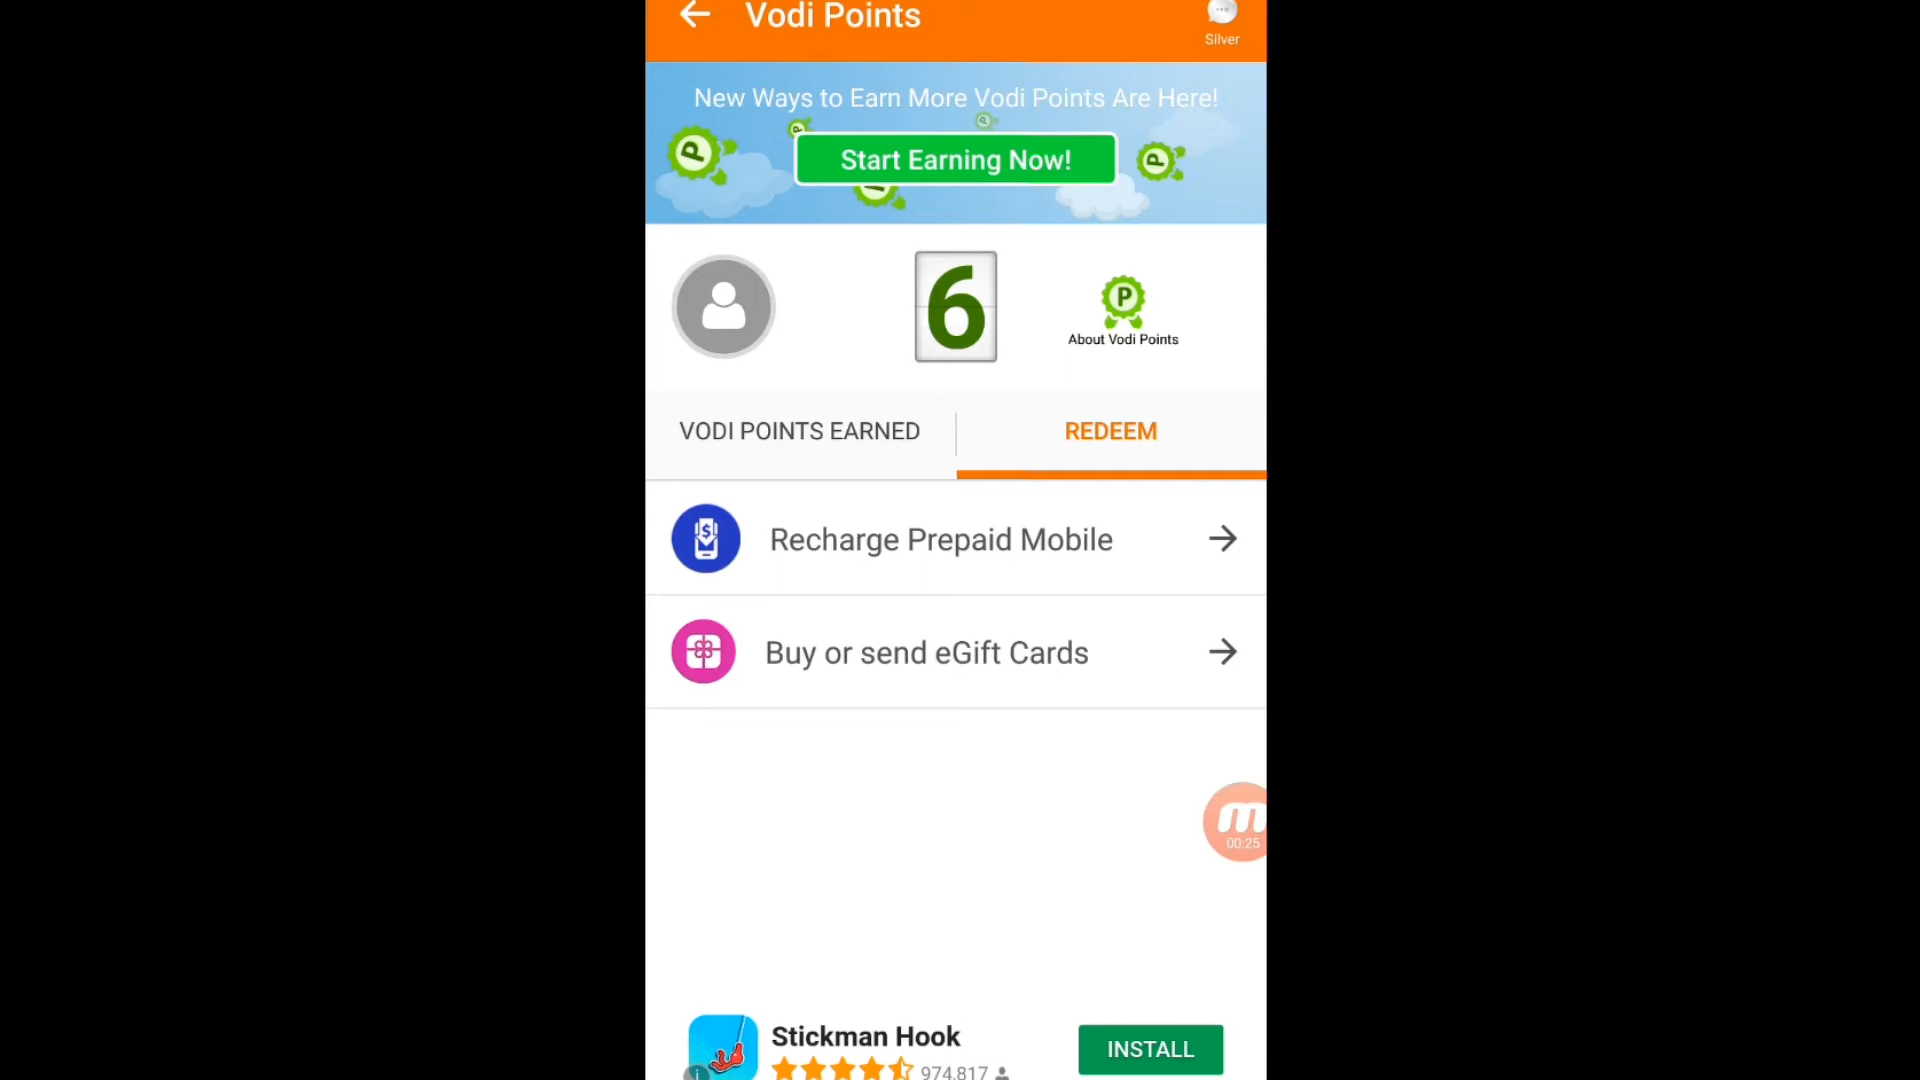 Vodi Points
Silver
New Ways to Earn More Vodi Points Are Here!
Start Earning Now!
P
P
P
P
6
P
About Vodi Points
VODI POINTS EARNED
REDEEM
$
Recharge Prepaid Mobile
Buy or send eGift Cards
m
00:25
Stickman Hook
INSTALL
974,817
i